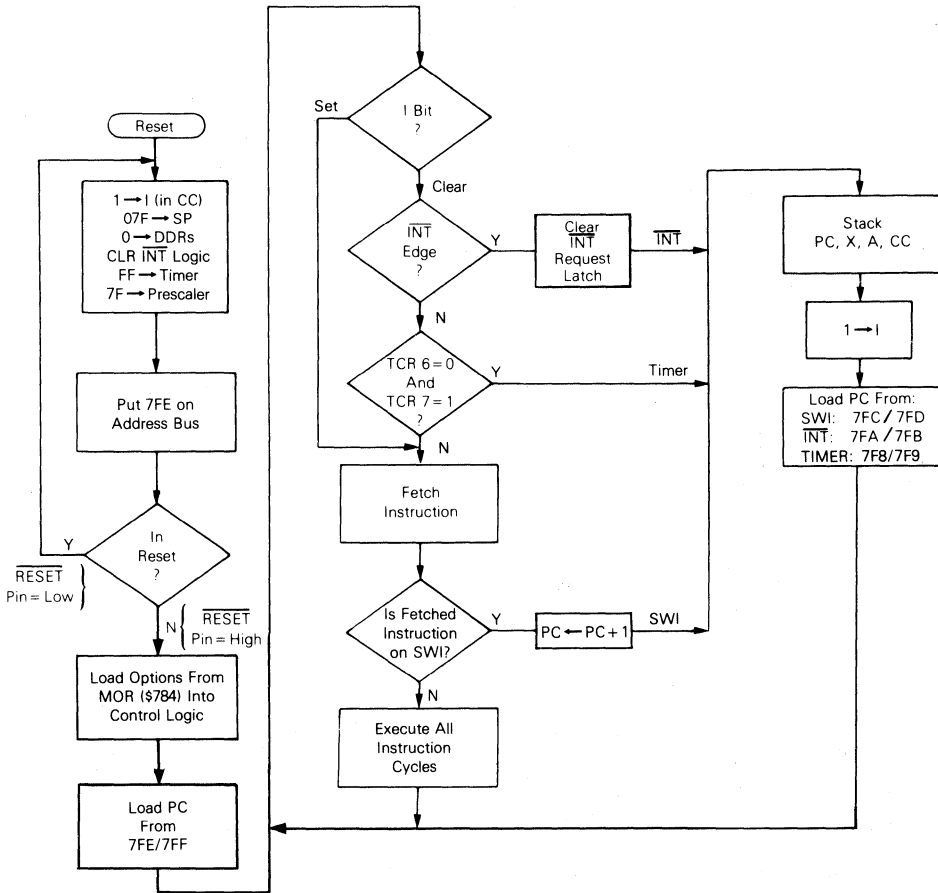 Reset
1 → I (in CC)
07F → SP
0 → DDRs
CLR INT Logic
FF → Timer
7F → Prescaler
Put 7FE on
Address Bus
In
Reset
?
Y
RESET
Pin = Low
N
RESET
Pin = High
Load Options From
MOR ($784) Into
Control Logic
Load PC
From
7FE/7FF
I Bit
?
Set
Clear
INT
Edge
?
Y
Clear
INT
Request
Latch
INT
N
TCR 6 = 0
And
TCR 7 = 1
?
Y
Timer
N
Fetch
Instruction
Is Fetched
Instruction
on SWI?
Y
PC ← PC + 1
SWI
N
Execute All
Instruction
Cycles
Stack
PC, X, A, CC
1 → I
Load PC From:
SWI: 7FC/7FD
INT: 7FA/7FB
TIMER: 7F8/7F9